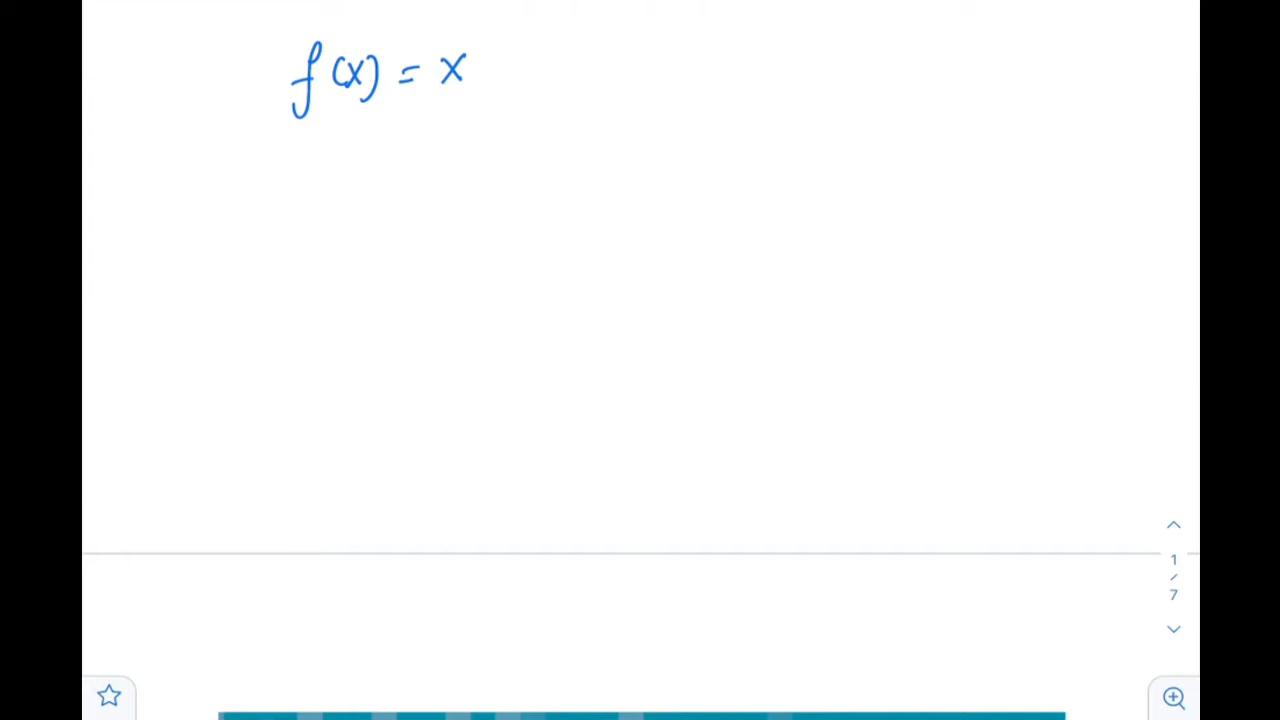 f(x) = x
1
/
7